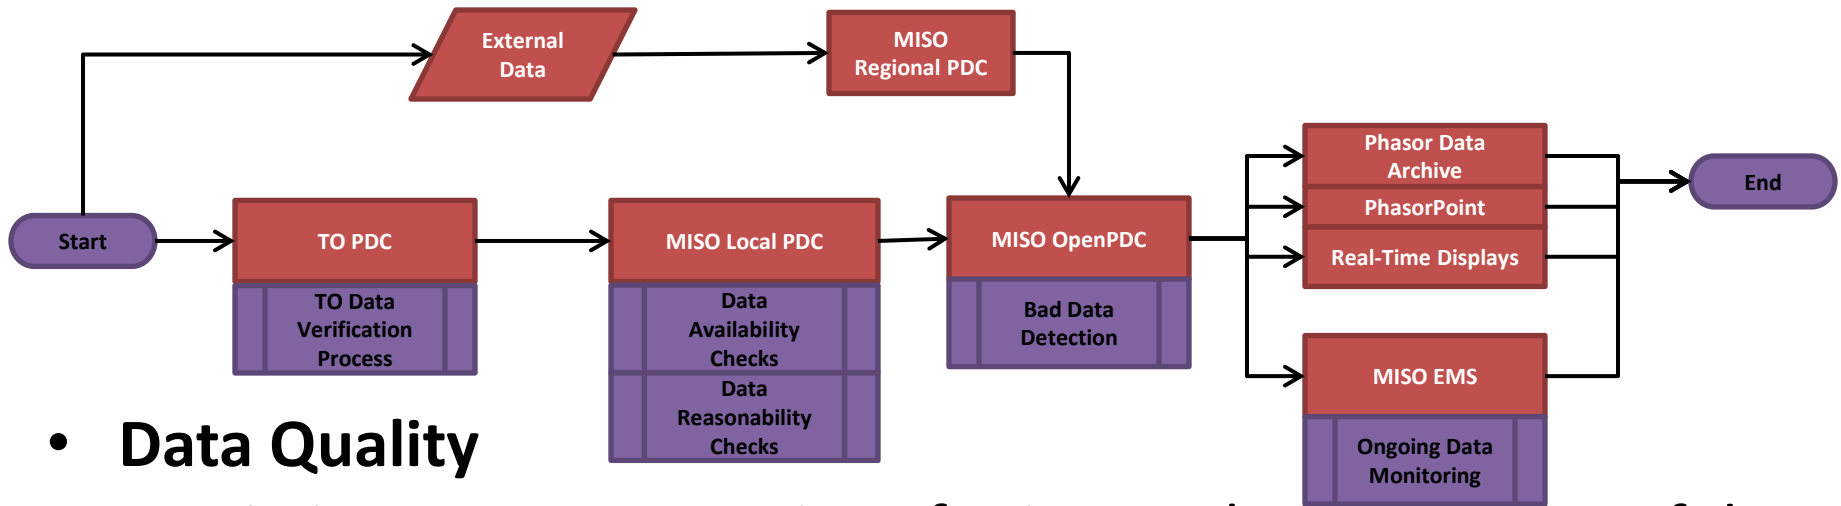 External
Data
MISO
Regional PDC
Start
TO PDC
TO Data
Verification
Process
MISO Local PDC
Data
Availability
Checks
Data
Reasonability
Checks
MISO OpenPDC
Bad Data
Detection
Phasor Data
Archive
PhasorPoint
Real-Time Displays
MISO EMS
Ongoing Data
Monitoring
End
• Data Quality